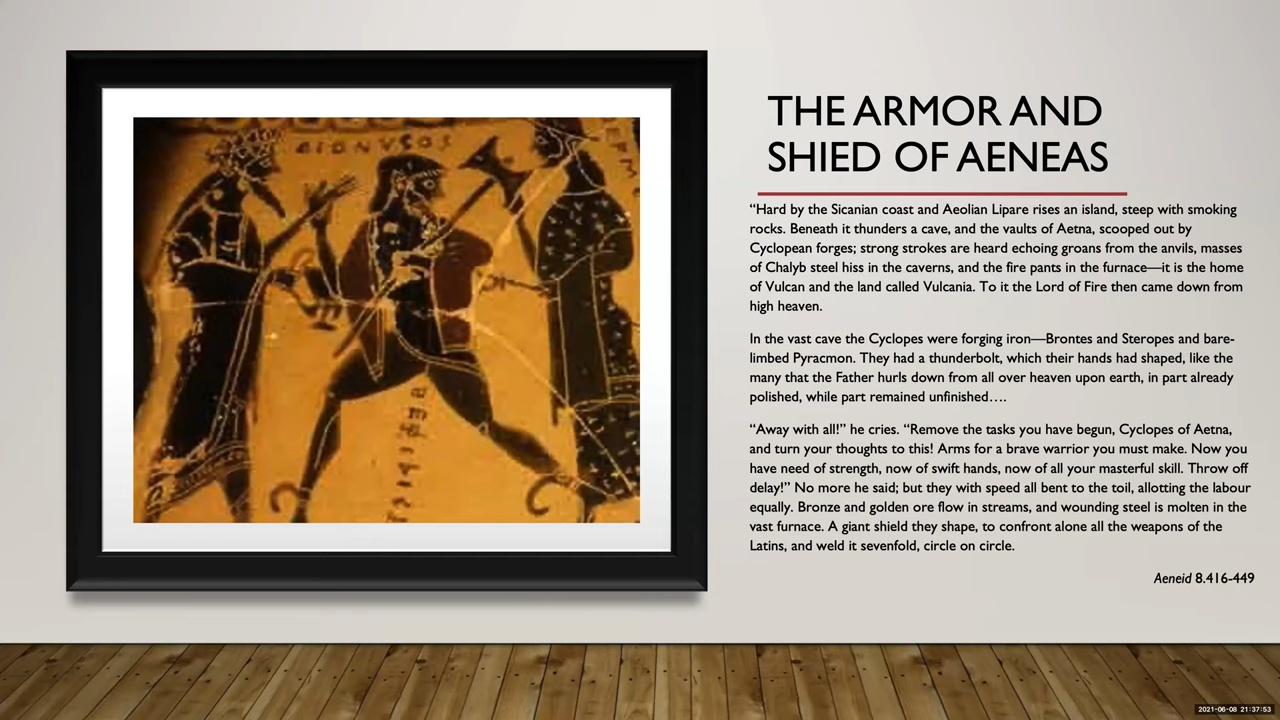 ΔΙΟΝVSOS
THE ARMOR AND
SHIED OF AENEAS
“Hard by the Sicanian coast and Aeolian Lipare rises an island, steep with smoking
rocks. Beneath it thunders a cave, and the vaults of Aetna, scooped out by
Cyclopean forges; strong strokes are heard echoing groans from the anvils, masses
of Chalyb steel hiss in the caverns, and the fire pants in the furnace—it is the home
of Vulcan and the land called Vulcania. To it the Lord of Fire then came down from
high heaven.
In the vast cave the Cyclopes were forging iron—Brontes and Steropes and bare-
limbed Pyracmon. They had a thunderbolt, which their hands had shaped, like the
many that the Father hurls down from all over heaven upon earth, in part already
polished, while part remained unfinished….
“Away with all!” he cries. “Remove the tasks you have begun, Cyclopes of Aetna,
and turn your thoughts to this! Arms for a brave warrior you must make. Now you
have need of strength, now of swift hands, now of all your masterful skill. Throw off
delay!” No more he said; but they with speed all bent to the toil, allotting the labour
equally. Bronze and golden ore flow in streams, and wounding steel is molten in the
vast furnace. A giant shield they shape, to confront alone all the weapons of the
Latins, and weld it sevenfold, circle on circle.
Aeneid 8.416-449
2021-06-08 21:37:53